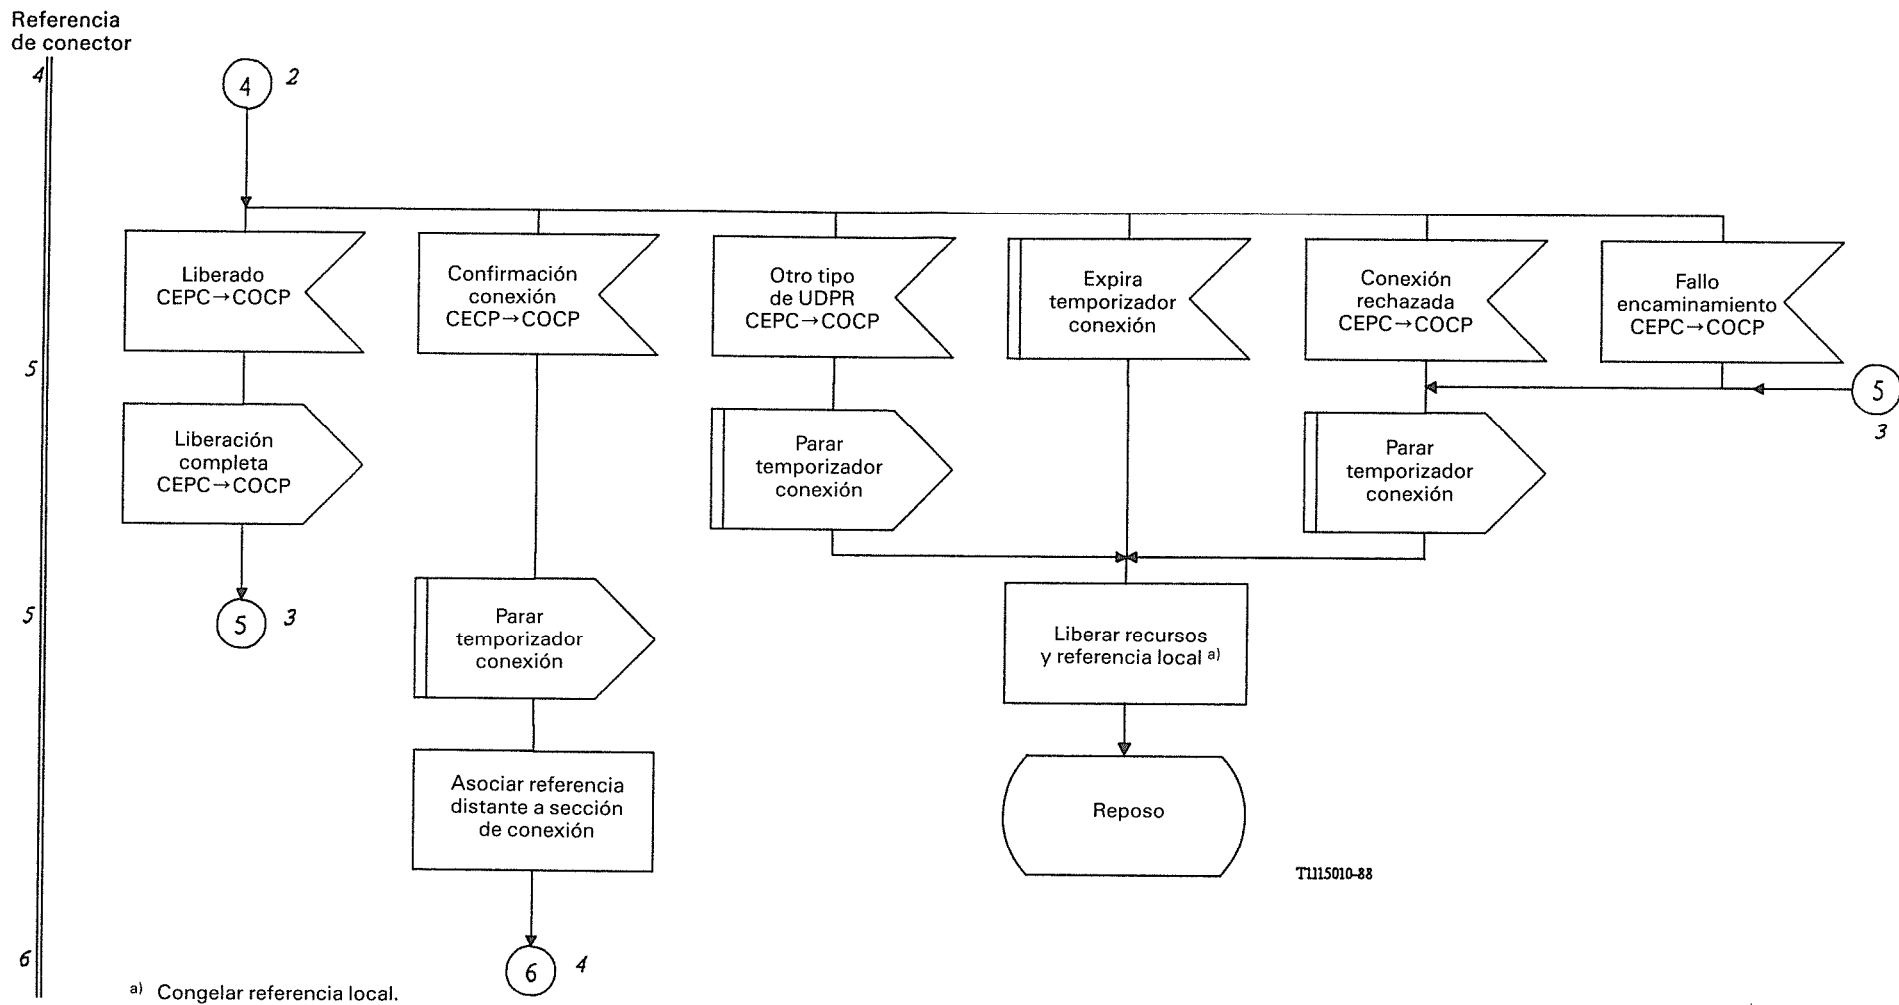 Referencia
de conector
4
4
2
Liberado
CEPC→COCP
Confirmación
conexión
CECP→COCP
Otro tipo
de UDPR
CEPC→COCP
Expira
temporizador
conexión
Conexión
rechazada
CEPC→COCP
Fallo
encaminamiento
CEPC→COCP
5
5
3
Liberación
completa
CEPC→COCP
Parar
temporizador
conexión
Parar
temporizador
conexión
5
5
3
Parar
temporizador
conexión
Liberar recursos
y referencia local a)
Asociar referencia
distante a sección
de conexión
Reposo
T1115010-88
6
6
4
a) Congelar referencia local.